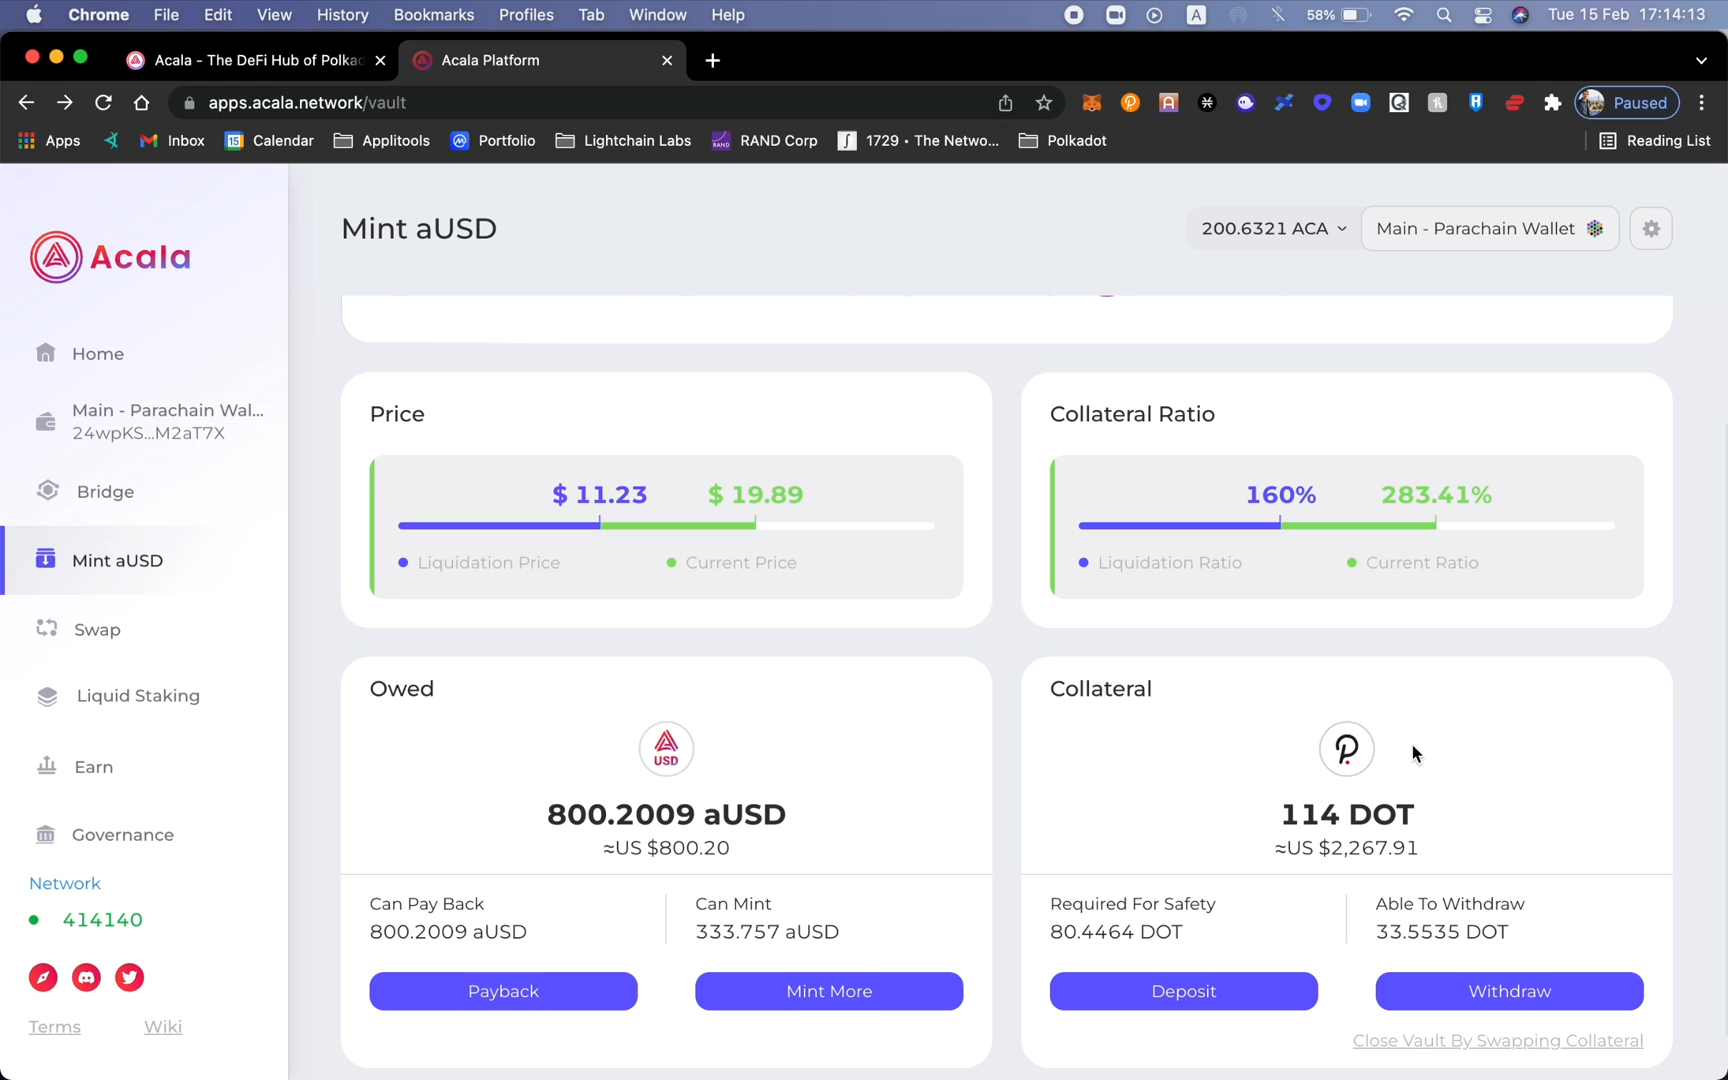 Chrome File Edit View History Bookmarks Profiles Tab Window Help A 58% Tue 15 Feb 17:14:13
Acala - The DeFi Hub of Polka
Acala Platform
apps.acala.network/vault
Paused
Apps Inbox Calendar Applitools Portfolio Lightchain Labs RAND Corp 1729 • The Netwo... Polkadot Reading List
Acala
Mint aUSD
200.6321 ACA
Main - Parachain Wallet
Home
Main - Parachain Wal...
24wpKS...M2aT7X
Bridge
Mint aUSD
Swap
Liquid Staking
Earn
Governance
Network
414140
Terms
Wiki
Price
$ 11.23
$ 19.89
Liquidation Price
Current Price
Collateral Ratio
160%
283.41%
Liquidation Ratio
Current Ratio
Owed
USD
800.2009 aUSD
≈US $800.20
Can Pay Back
800.2009 aUSD
Can Mint
333.757 aUSD
Payback
Mint More
Collateral
114 DOT
≈US $2,267.91
Required For Safety
80.4464 DOT
Able To Withdraw
33.5535 DOT
Deposit
Withdraw
Close Vault By Swapping Collateral